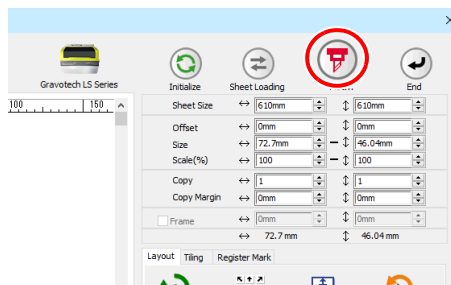 Gravotech LS Series
Initialize
Sheet Loading
End
100
150
Sheet Size ↔ 610mm ↕ 610mm
Offset ↔ 0mm ↕ 0mm
Size ↔ 72.7mm ↕ 46.04mm
Scale(%) ↔ 100 ↕ 100
Copy ↔ 1 ↕ 1
Copy Margin ↔ 0mm ↕ 0mm
Frame ↔ 0mm ↕ 0mm
↔ 72.7 mm ↕ 46.04 mm
Layout Tiling Register Mark